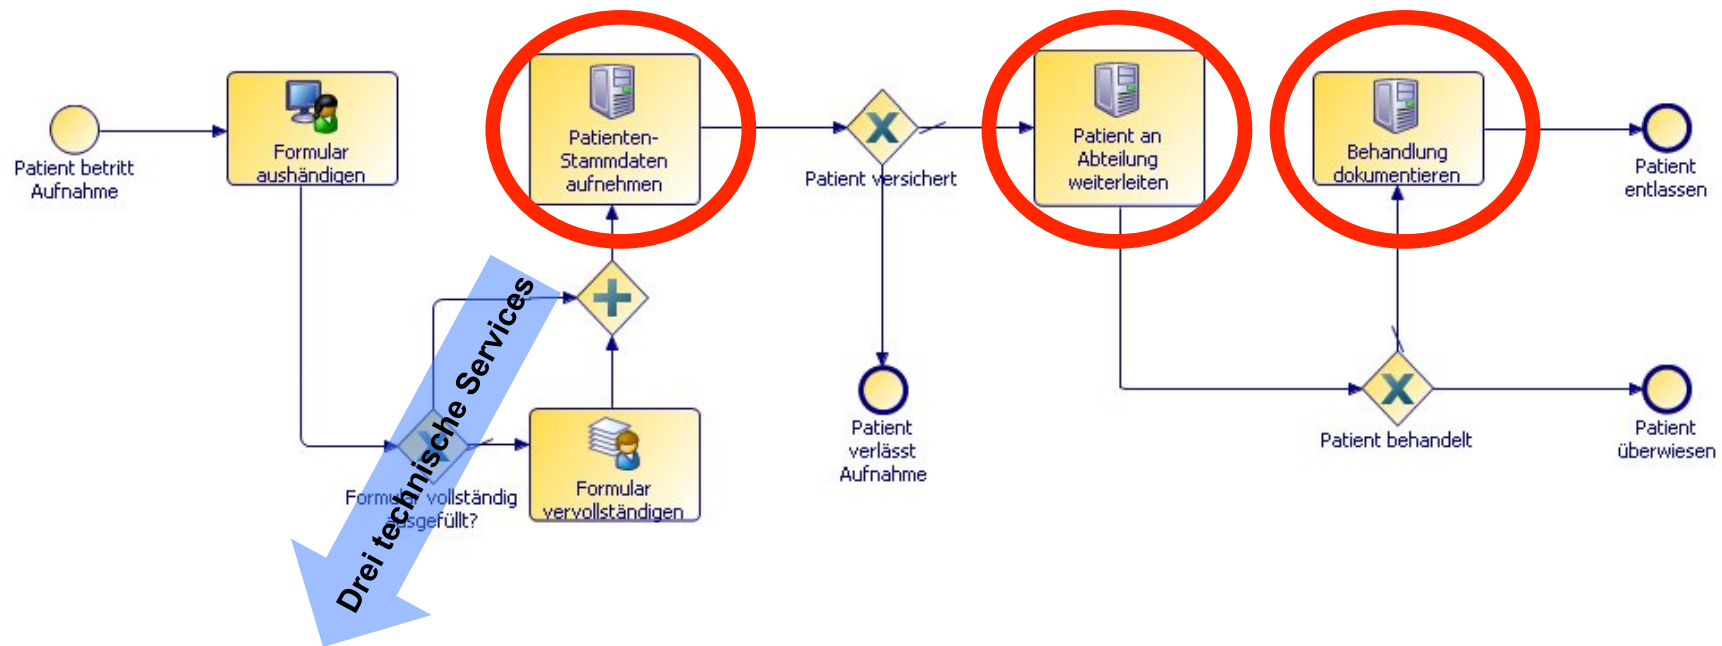 Patient betritt
Aufnahme
Formular
aushändigen
Patienten-
Stammdaten
aufnehmen
Patient versichert
Patient an
Abteilung
weiterleiten
Behandlung
dokumentieren
Patient
entlassen
Drei technische Services
Formular vollständig
ausgefüllt?
Formular
vervollständigen
Patient
verlässt
Aufnahme
Patient behandelt
Patient
überwiesen